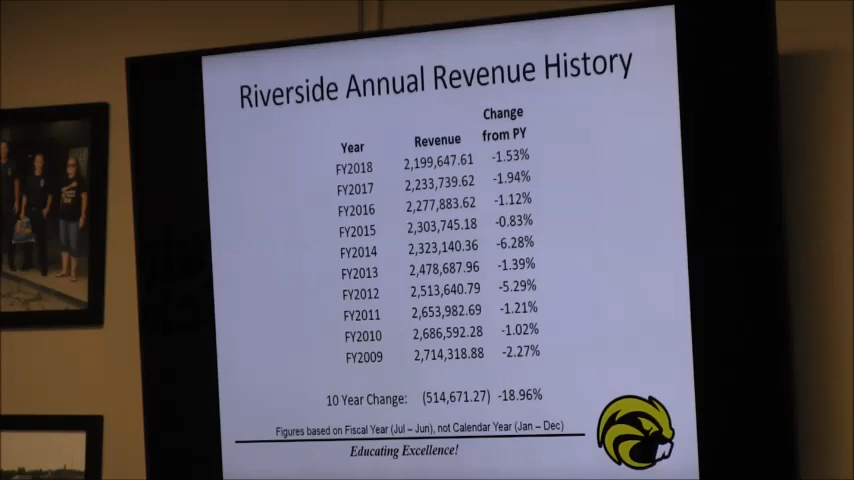 Riverside Annual Revenue History
Change
Year Revenue from PY
FY2018 2,199,647.61 -1.53%
FY2017 2,233,739.62 -1.94%
FY2016 2,277,883.62 -1.12%
FY2015 2,303,745.18 -0.83%
FY2014 2,323,140.36 -6.28%
FY2013 2,478,687.96 -1.39%
FY2012 2,513,640.79 -5.29%
FY2011 2,653,982.69 -1.21%
FY2010 2,686,592.28 -1.02%
FY2009 2,714,318.88 -2.27%
10 Year Change: (514,671.27) -18.96%
Figures based on Fiscal Year (Jul – Jun), not Calendar Year (Jan – Dec)
Educating Excellence!